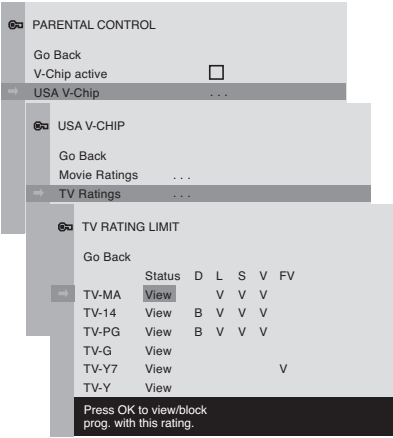 PARENTAL CONTROL
Go Back
V-Chip active
USA V-Chip . . .
USA V-CHIP
Go Back
Movie Ratings . . .
TV Ratings . . .
TV RATING LIMIT
Go Back
Status D L S V FV
TV-MA View V V V
TV-14 View B V V V
TV-PG View B V V V
TV-G View
TV-Y7 View V
TV-Y View
Press OK to view/block
prog. with this rating.